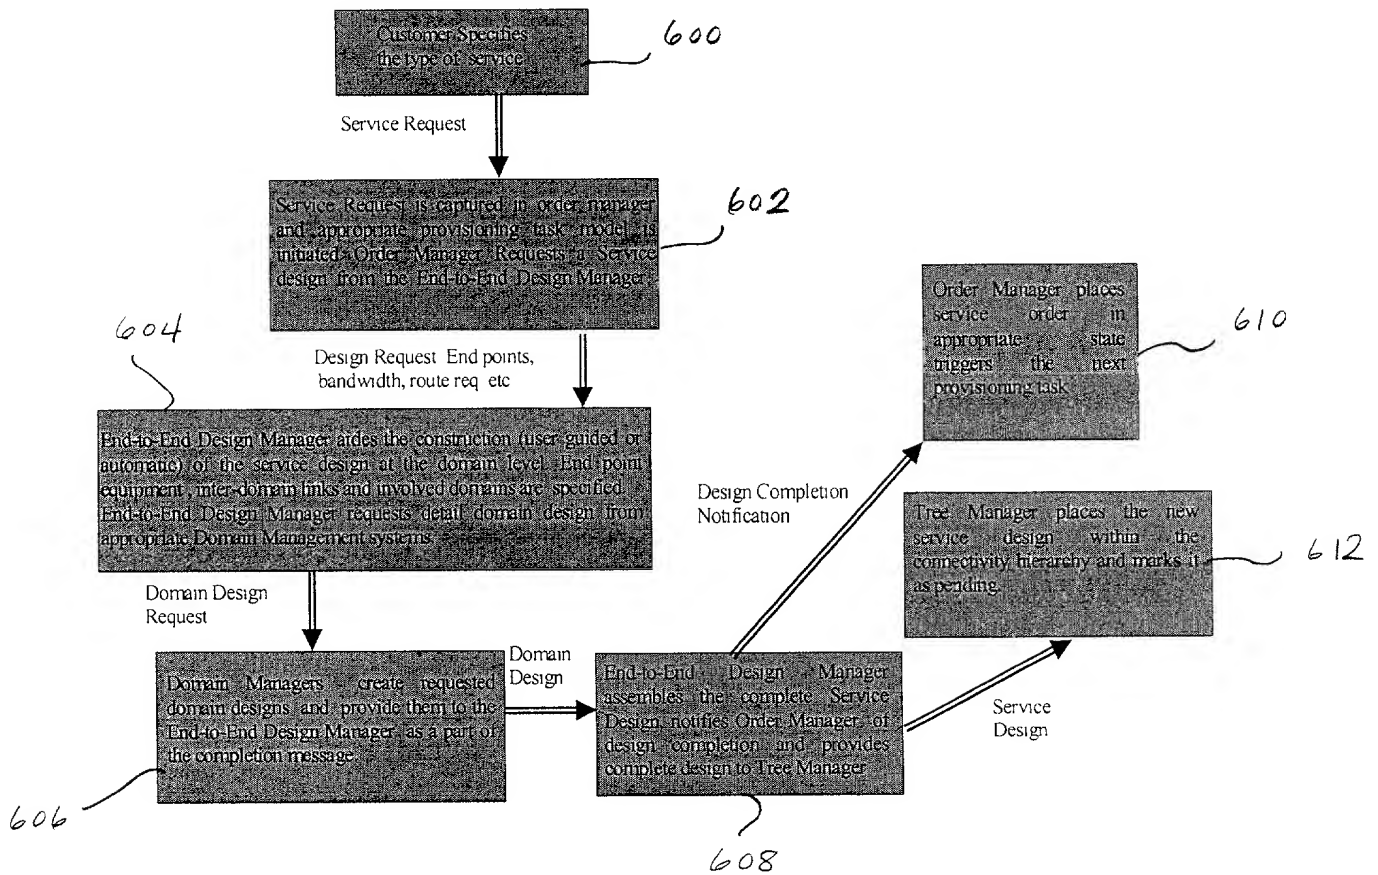 Customer Specifies
the type of service
600
Service Request
Service Request is captured in order manager
and appropriate provisioning task model is
initiated Order Manager Requests a Service
design from the End-to-End Design Manager
602
Design Request End points,
bandwidth, route req etc
604
End-to-End Design Manager aides the construction (user guided or
automatic) of the service design at the domain level End point
equipment , inter-domain links and involved domains are specified
End-to-End Design Manager requests detail domain design from
appropriate Domain Management systems
Domain Design
Request
Domain Managers create requested
domain designs and provide them to the
End-to-End Design Manager as a part of
the completion message.
606
Domain
Design
End-to-End Design Manager
assembles the complete Service
Design, notifies Order Manager of
design completion and provides
complete design to Tree Manager
608
Design Completion
Notification
Order Manager places
service order in
appropriate state
triggers the next
provisioning task
610
Service
Design
Tree Manager places the new
service design within the
connectivity hierarchy and marks it
as pending.
612